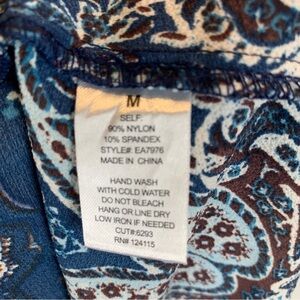 M
SELF:
90% NYLON
10% SPANDEX
STYLE#: EA7976
MADE IN CHINA
HAND WASH
WITH COLD WATER
DO NOT BLEACH
HANG OR LINE DRY
LOW IRON IF NEEDED
CUT#:6293
RN# 124115